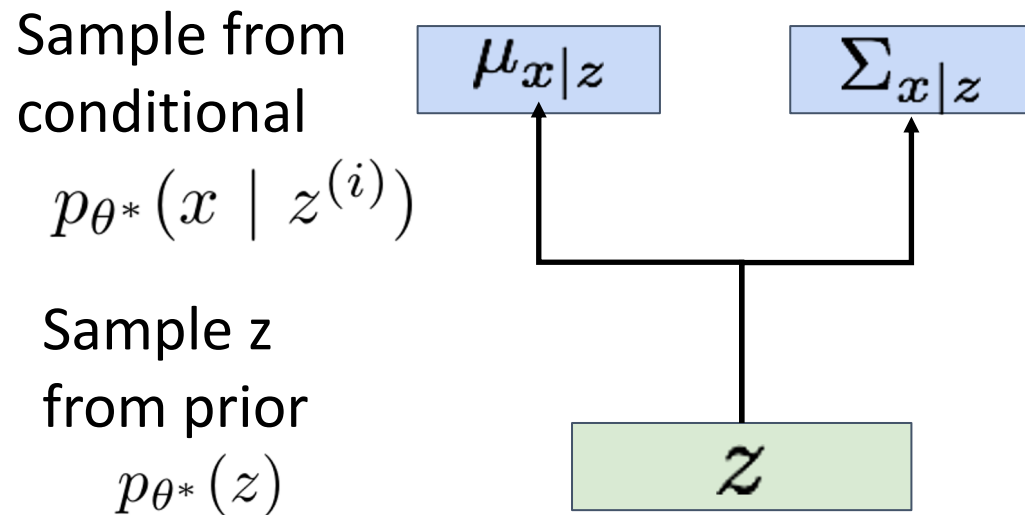 Sample from
conditional
p_{θ*}(x | z^{(i)})
μ_{x|z}
Σ_{x|z}
Sample z
from prior
p_{θ*}(z)
z